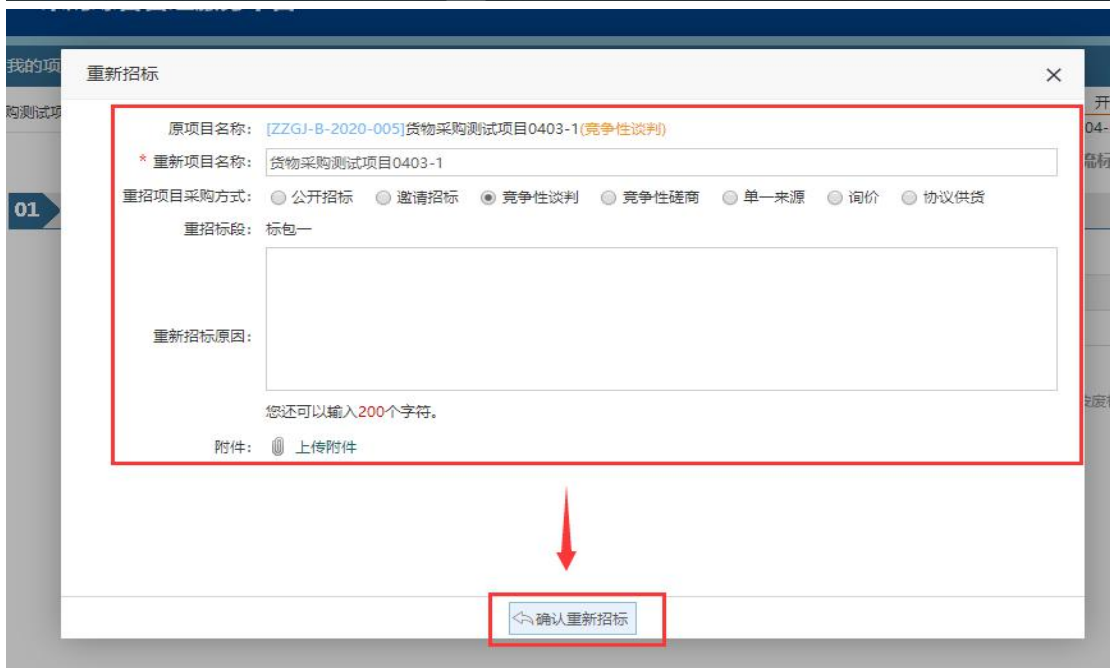 我的项
重新招标
购测试项
开
原项目名称： [ZZGJ-B-2020-005]货物采购测试项目0403-1(竞争性谈判)
04-
* 重新项目名称： 货物采购测试项目0403-1
流标
重招项目采购方式： 公开招标 邀请招标 竞争性谈判 竞争性磋商 单一来源 询价 协议供货
01
重招标段： 标包一
重新招标原因：
您还可以输入200个字符。
附件： 上传附件
确认重新招标